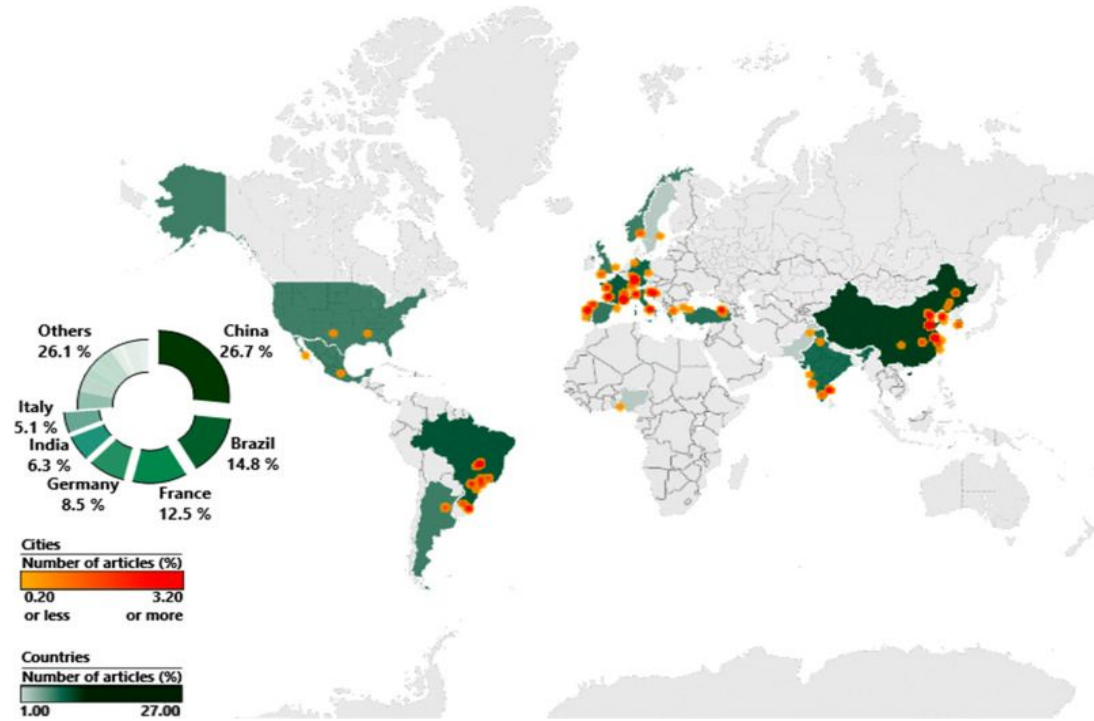 Others
26.1 %
China
26.7 %
Italy
5.1 %
India
6.3 %
Germany
8.5 %
France
12.5 %
Brazil
14.8 %
Cities
Number of articles (%)
0.20 3.20
or less or more
Countries
Number of articles (%)
1.00 27.00